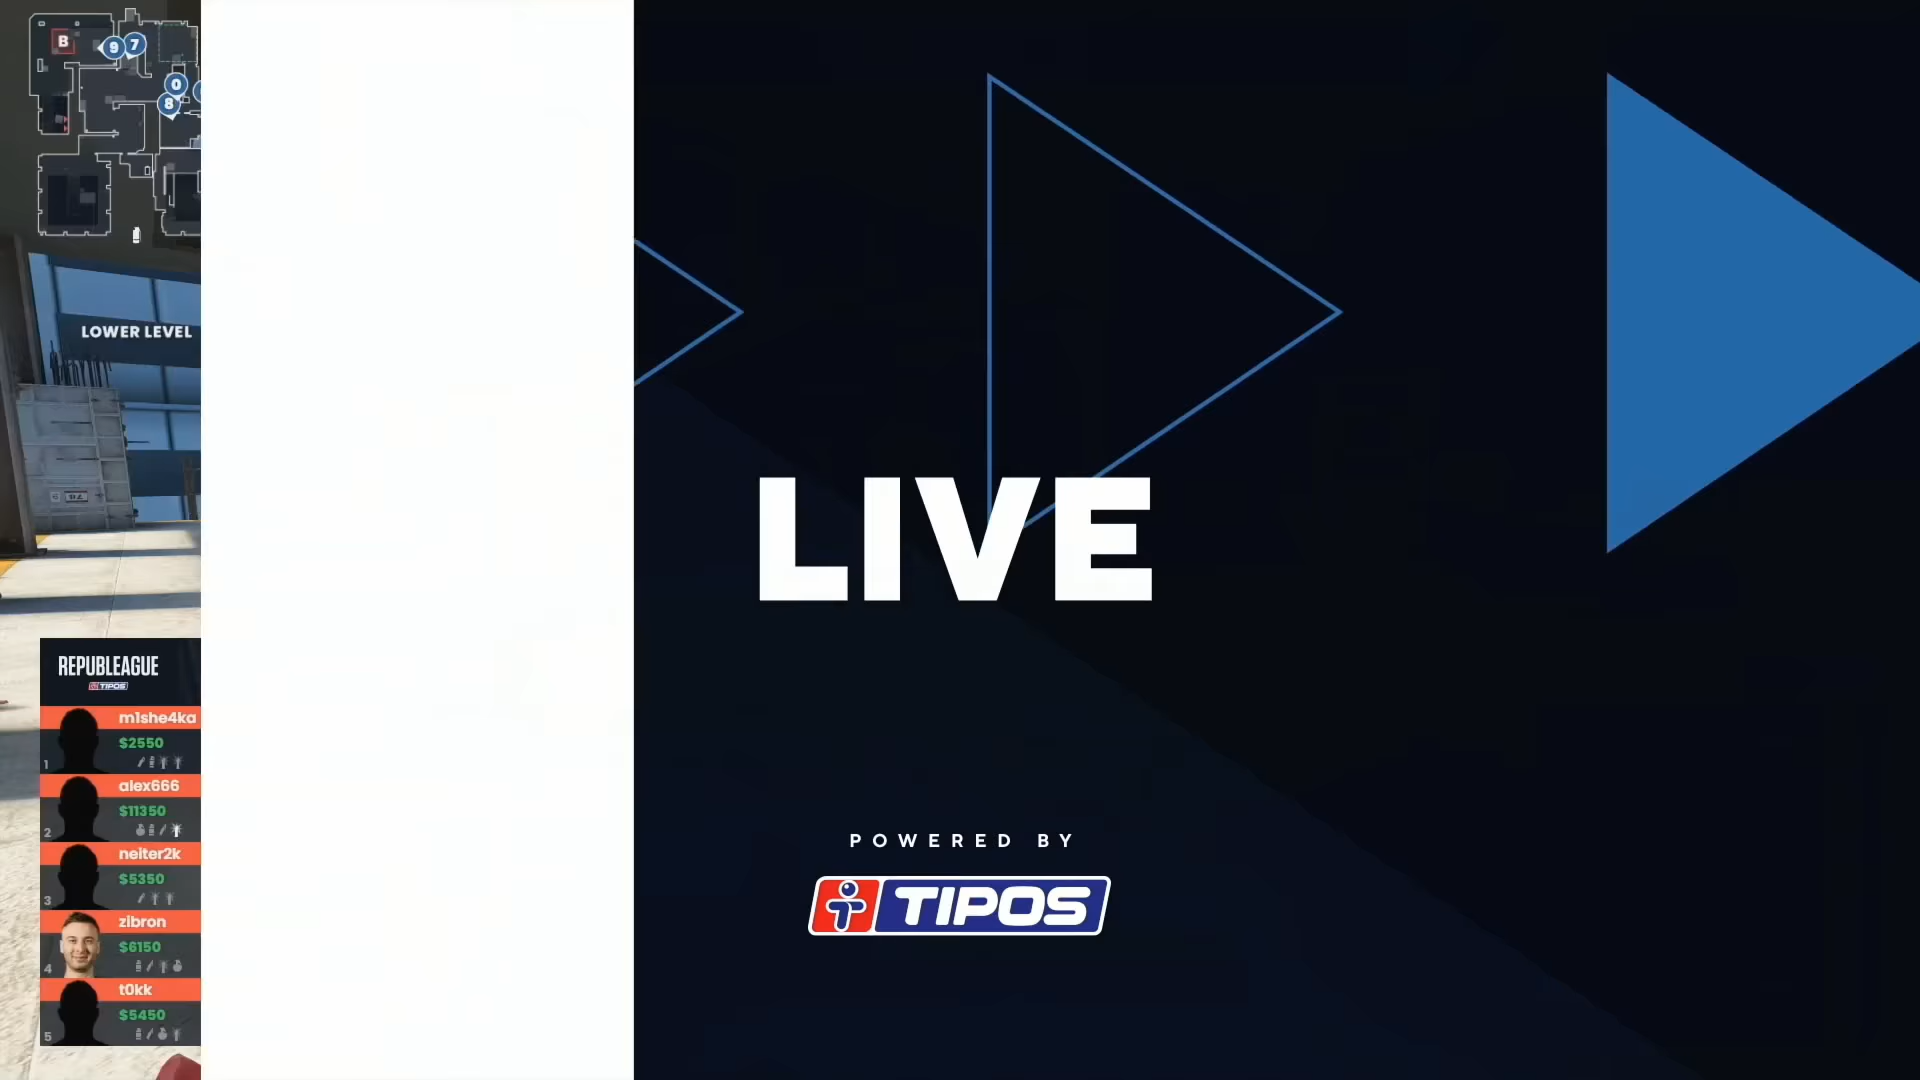 B
9
7
0
8
LOWER LEVEL
REPUBLEAGUE
TIPOS
m1she4ka
$2550
1
alex666
$11350
2
neiter2k
$5350
3
zibron
$6150
4
t0kk
$5450
5
LIVE
POWERED BY
TIPOS